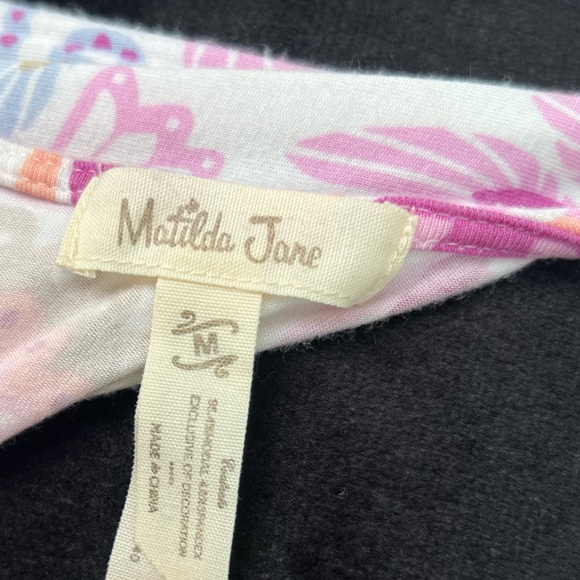 Matilda Jane
M
EXCLUSIVE OF DECORATION
MADE in CHINA